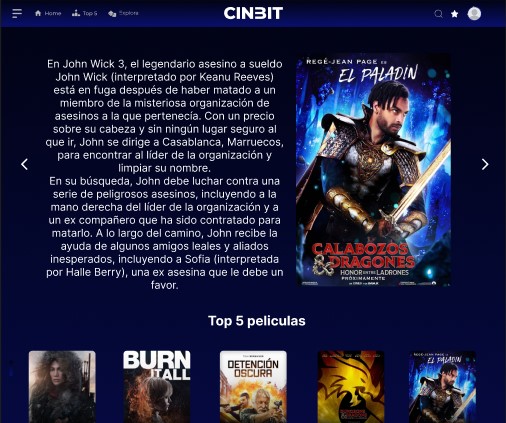 Home
Top 5
Explore
CINBIT
En John Wick 3, el legendario asesino a sueldo
John Wick (interpretado por Keanu Reeves)
está en fuga después de haber matado a un
miembro de la misteriosa organización de
asesinos a la que pertenecía. Con un precio
sobre su cabeza y sin ningún lugar seguro al
que ir, John se dirige a Casablanca, Marruecos,
para encontrar al líder de la organización y
limpiar su nombre.
En su búsqueda, John debe luchar contra una
serie de peligrosos asesinos, incluyendo a la
mano derecha del líder de la organización y a
un ex compañero que ha sido contratado para
matarlo. A lo largo del camino, John recibe la
ayuda de algunos amigos leales y aliados
inesperados, incluyendo a Sofia (interpretada
por Halle Berry), una ex asesina que le debe un
favor.
REGÉ-JEAN PAGE ES
EL PALADÍN
CALABOZOS
& DRAGONES
HONOR ENTRE LADRONES
PRÓXIMAMENTE
Top 5 peliculas
BURN
IT ALL
DETENCIÓN
OSCURA
REGÉ-JEAN PAGE ES
EL PALADÍN